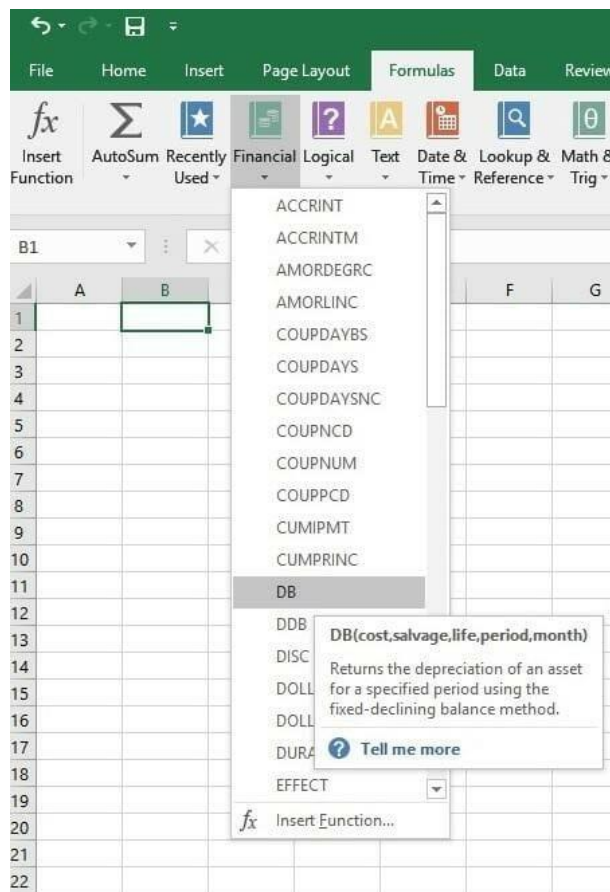 File Home Insert Page Layout Formulas Data Review
fx Σ ? A θ
Insert Function
AutoSum
Recently Used
Financial
Logical
Text
Date & Time
Lookup & Reference
Math & Trig
B1
A B F G
ACCRINT
ACCRINTM
AMORDEGRC
AMORLINC
COUPDAYBS
COUPDAYS
COUPDAYSNC
COUPNCD
COUPNUM
COUPPCD
CUMIPMT
CUMPRINC
DB
DDB
DISC
DOLL
DOLL
DURA
EFFECT
fx Insert Function...
DB(cost,salvage,life,period,month)
Returns the depreciation of an asset
for a specified period using the
fixed-declining balance method.
? Tell me more
1
2
3
4
5
6
7
8
9
10
11
12
13
14
15
16
17
18
19
20
21
22